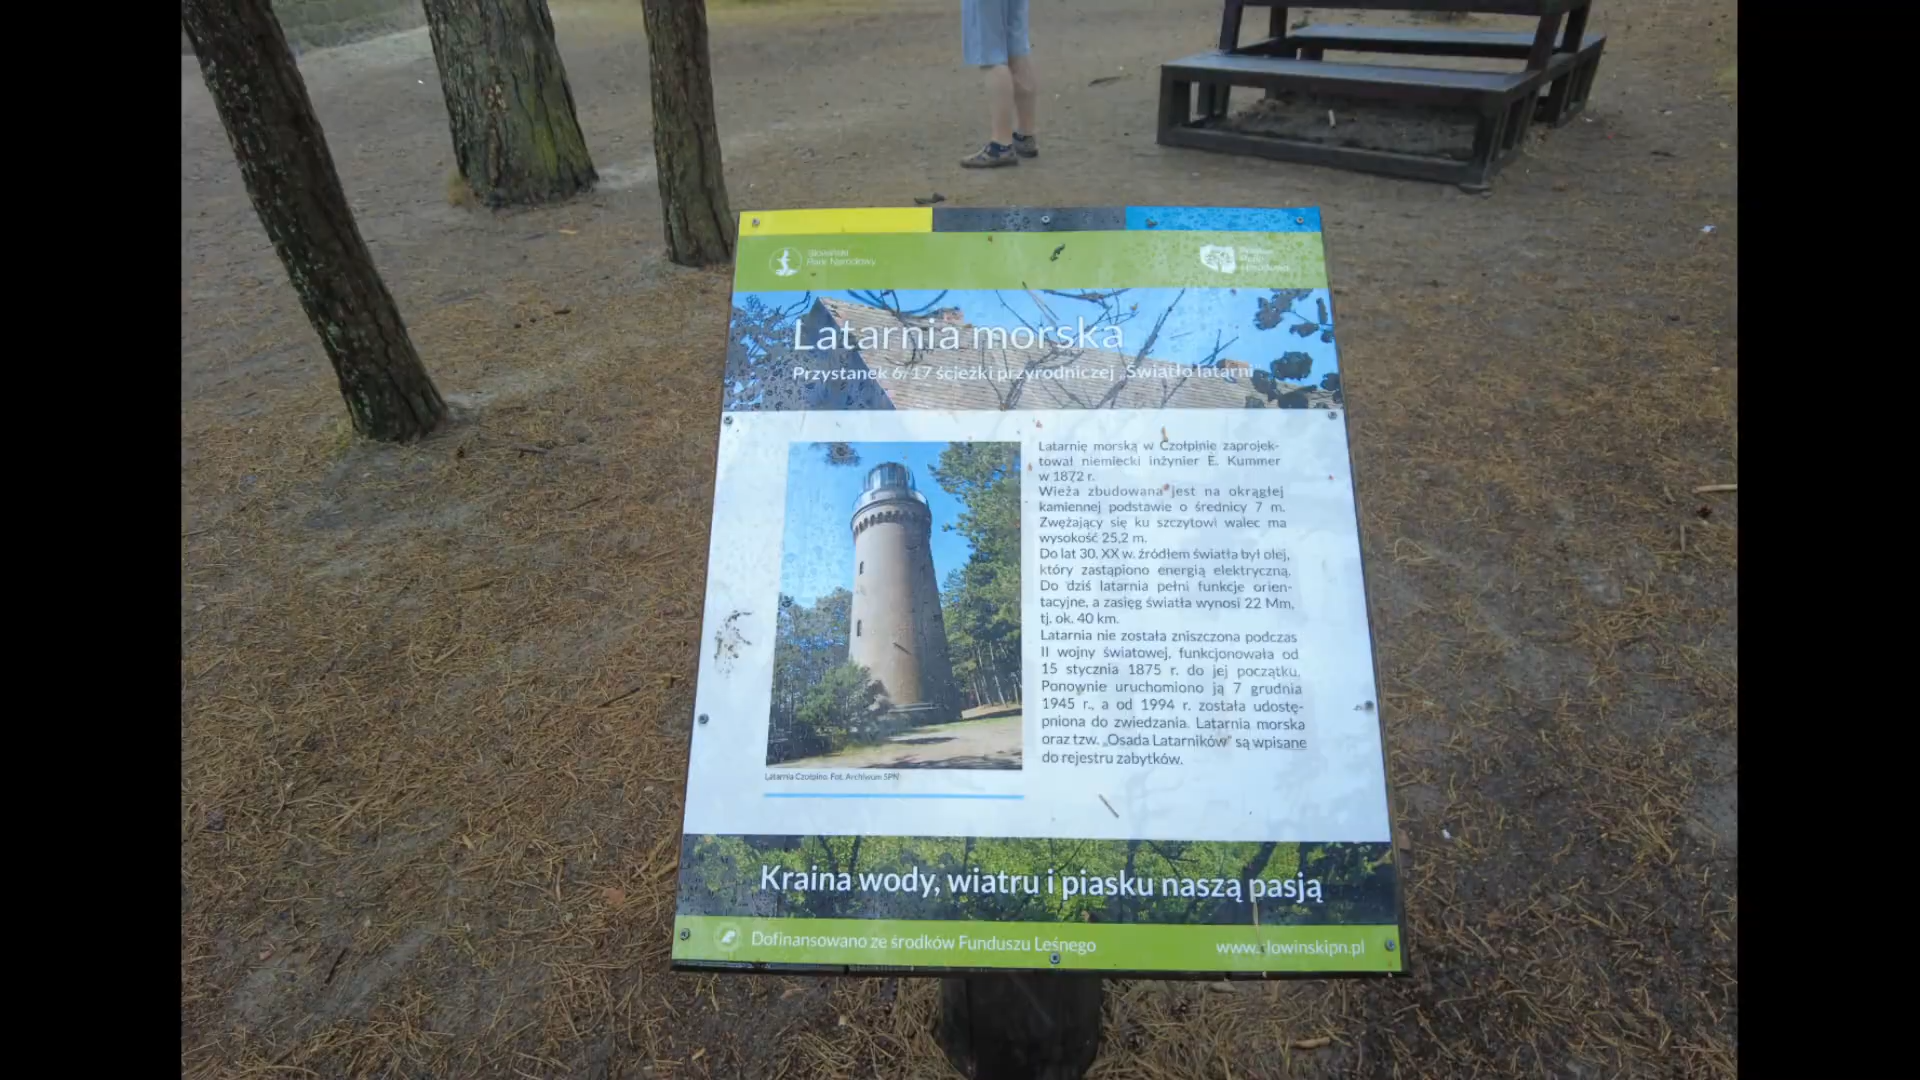 Słowiński
Park Narodowy
Latarnia morska
Przystanek 6/17 ścieżki przyrodniczej „Światło latarni
Latarnię morską w Czołpinie zaprojek-
tował niemiecki inżynier E. Kummer
w 1872 r.
Wieża zbudowana jest na okrągłej
kamiennej podstawie o średnicy 7 m.
Zwężający się ku szczytowi walec ma
wysokość 25,2 m.
Do lat 30. XX w. źródłem światła był olej,
który zastąpiono energią elektryczną.
Do dziś latarnia pełni funkcje orien-
tacyjne, a zasięg światła wynosi 22 Mm,
tj. ok. 40 km.
Latarnia nie została zniszczona podczas
II wojny światowej, funkcjonowała od
15 stycznia 1875 r. do jej początku.
Ponownie uruchomiono ją 7 grudnia
1945 r., a od 1994 r. została udostę-
pniona do zwiedzania. Latarnia morska
oraz tzw. „Osada Latarników" są wpisane
do rejestru zabytków.
Latarnia Czołpino. Fot. Archiwum SPN
Kraina wody, wiatru i piasku naszą pasją
Dofinansowano ze środków Funduszu Leśnego
www.slowinskipn.pl